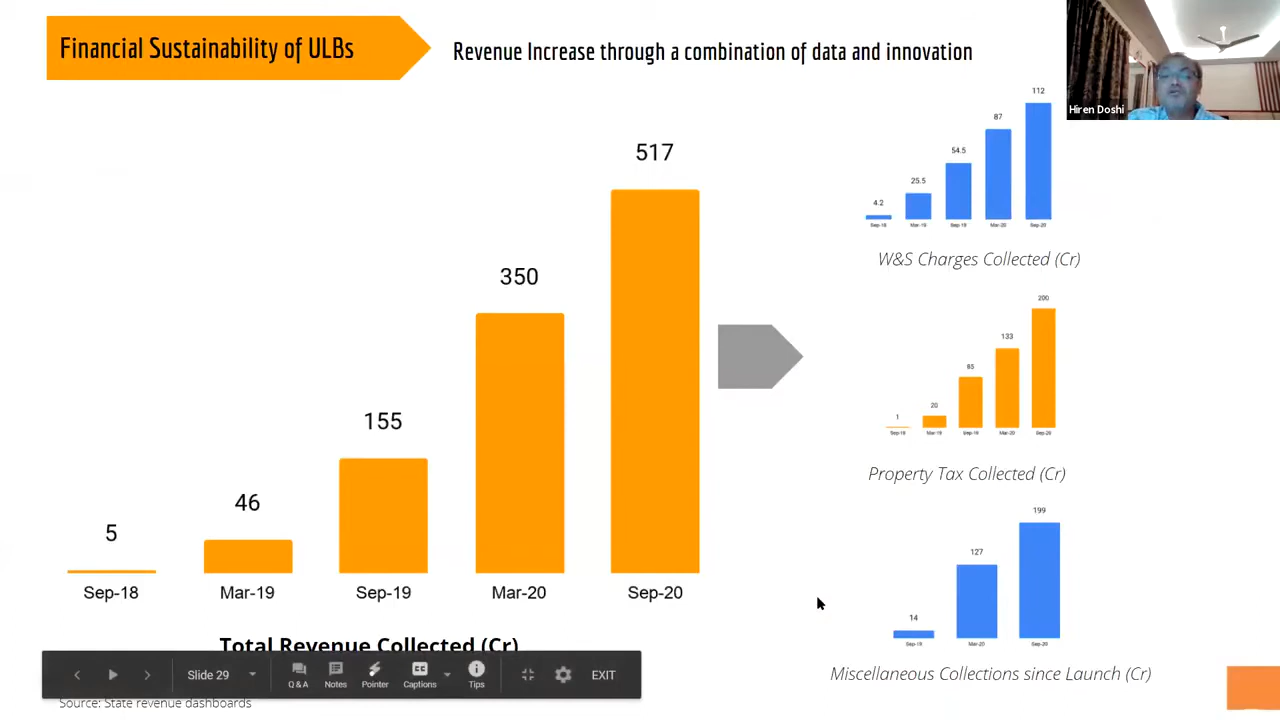 Financial Sustainability of ULBs
Revenue Increase through a combination of data and innovation
Hiren Doshi
517
350
155
46
5
Sep-18
Mar-19
Sep-19
Mar-20
Sep-20
Total Revenue Collected (Cr)
112
87
54.5
25.5
4.2
Sep-18
Mar-19
Sep-19
Mar-20
Sep-20
W&S Charges Collected (Cr)
200
133
85
20
1
Sep-18
Mar-19
Sep-19
Mar-20
Sep-20
Property Tax Collected (Cr)
199
127
14
Sep-19
Mar-20
Sep-20
Miscellaneous Collections since Launch (Cr)
Slide 29
Q & A
Notes
Pointer
CC
Captions
Tips
EXIT
Source: State revenue dashboards